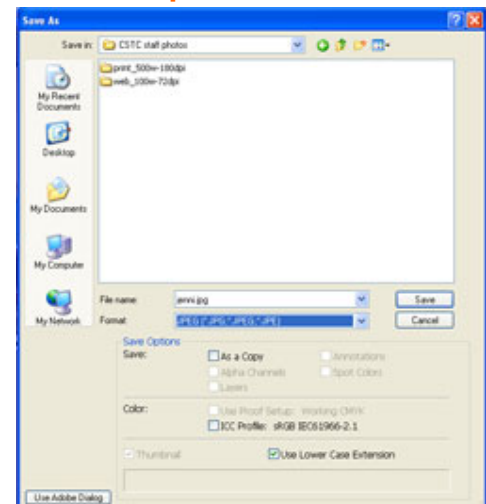 Save As
Save in: CSTC staff photos
print_500w-180dpi
web_100w-72dpi
My Recent
Documents
Desktop
My Documents
My Computer
My Network
File name: jenni.jpg Save
Format: JPEG (*.JPG;*.JPEG;*.JPE) Cancel
Save Options
Save: As a Copy Annotations
Alpha Channels Spot Colors
Layers
Color: Use Proof Setup: Working CMYK
ICC Profile: sRGB IEC61966-2.1
Thumbnail Use Lower Case Extension
Use Adobe Dialog